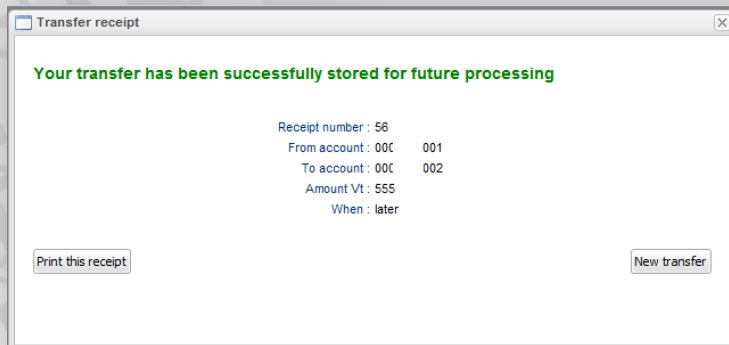 Transfer receipt
Your transfer has been successfully stored for future processing
Receipt number : 56
From account : 000 001
To account : 000 002
Amount Vt : 555
When : later
Print this receipt New transfer